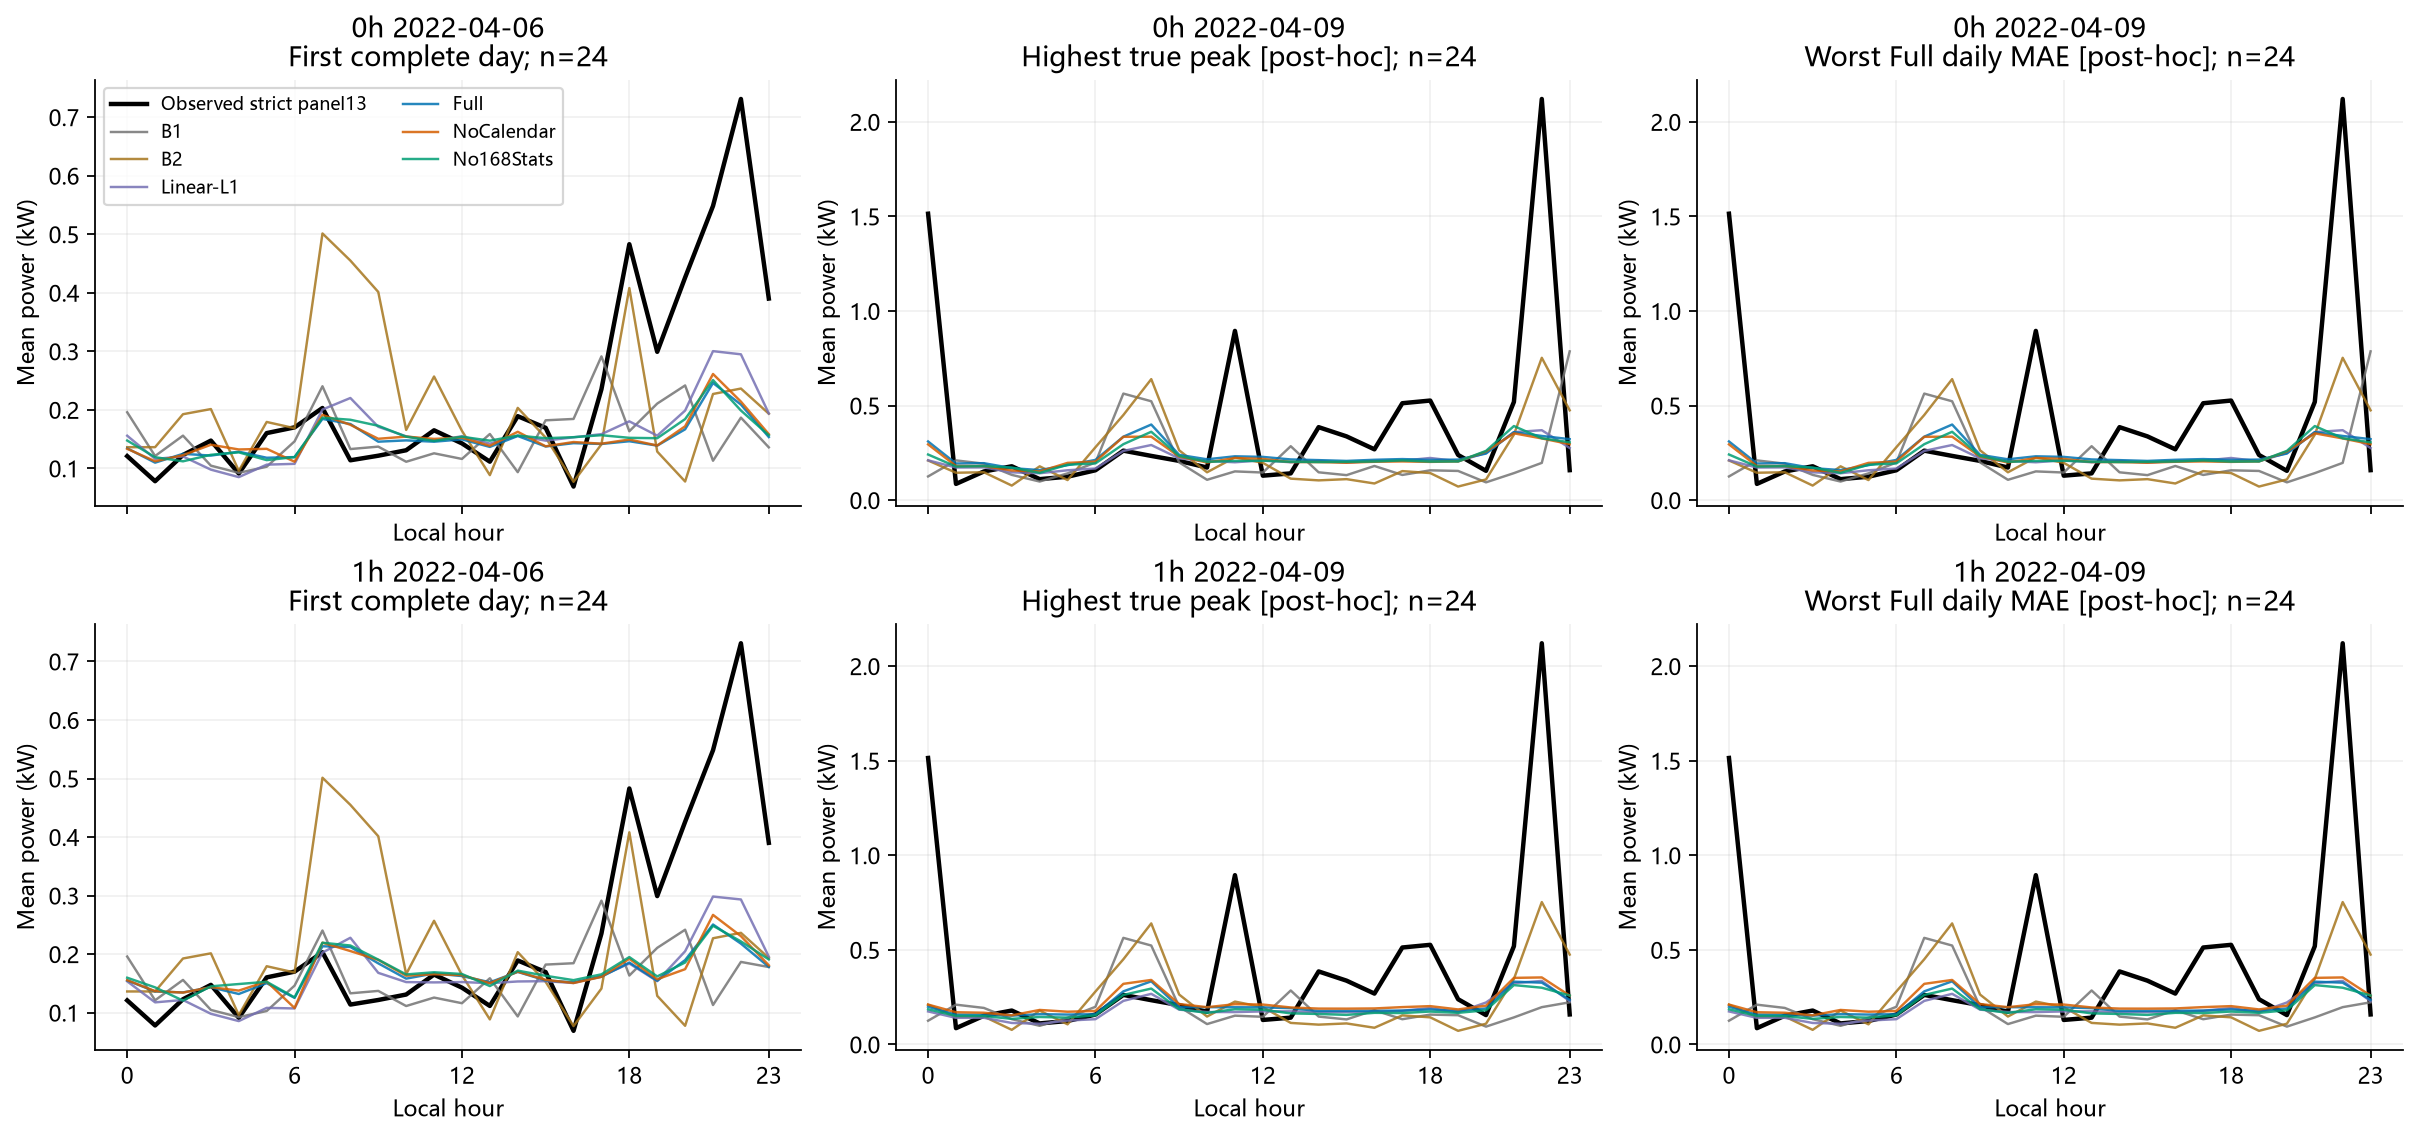 0h 2022-04-06
First complete day; n=24
0h 2022-04-09
Highest true peak [post-hoc]; n=24
0h 2022-04-09
Worst Full daily MAE [post-hoc]; n=24
Observed strict panel13
B1
B2
Linear-L1
Full
NoCalendar
No168Stats
Mean power (kW)
0.7
0.6
0.5
0.4
0.3
0.2
0.1
Local hour
Mean power (kW)
2.0
1.5
1.0
0.5
0.0
Local hour
Mean power (kW)
2.0
1.5
1.0
0.5
0.0
Local hour
1h 2022-04-06
First complete day; n=24
1h 2022-04-09
Highest true peak [post-hoc]; n=24
1h 2022-04-09
Worst Full daily MAE [post-hoc]; n=24
Mean power (kW)
0.7
0.6
0.5
0.4
0.3
0.2
0.1
0 6 12 18 23
Local hour
Mean power (kW)
2.0
1.5
1.0
0.5
0.0
0 6 12 18 23
Local hour
Mean power (kW)
2.0
1.5
1.0
0.5
0.0
0 6 12 18 23
Local hour